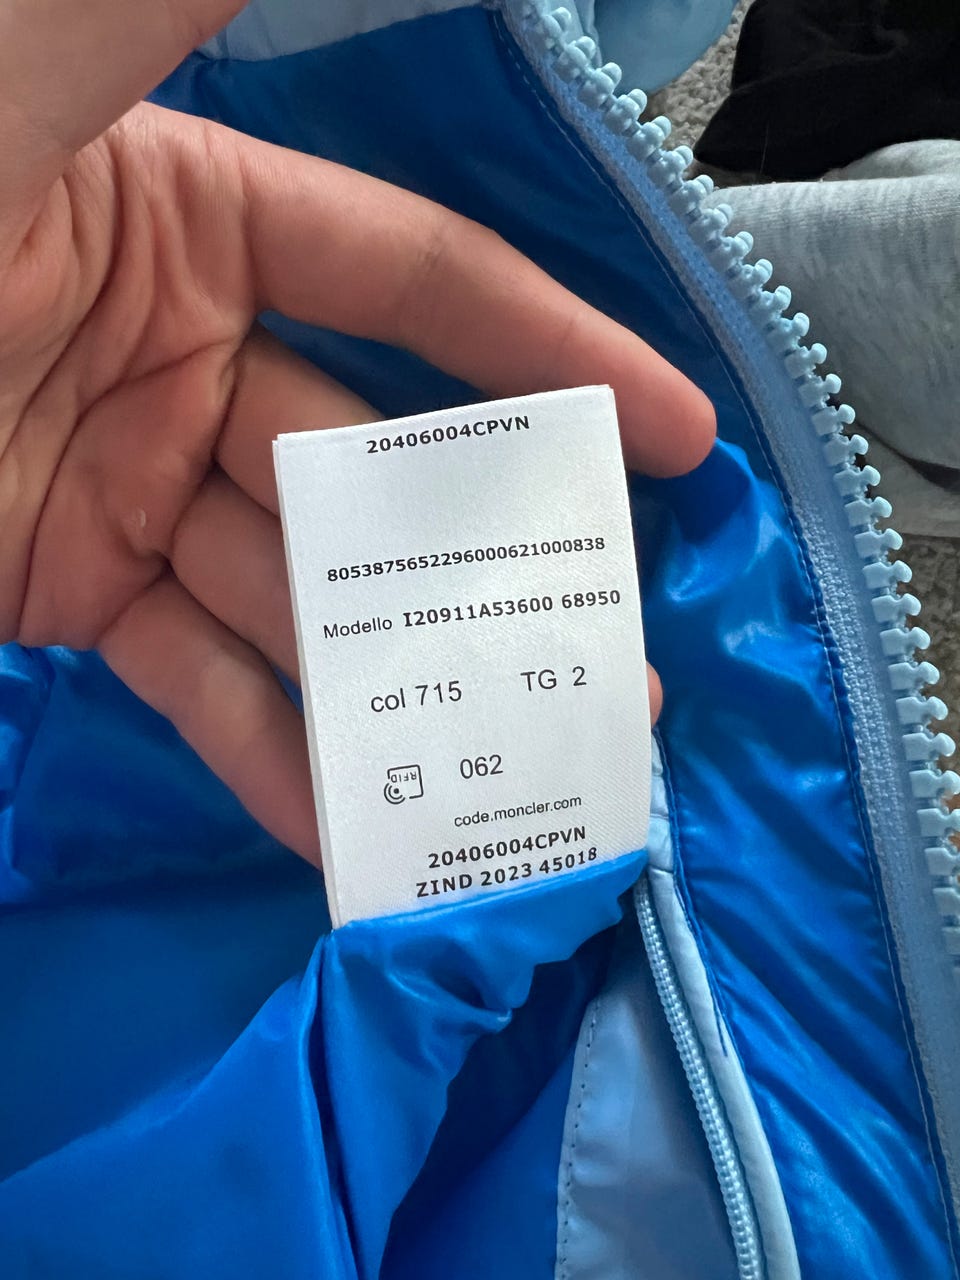 20406004CPVN
8053875652296000621000838
Modello I20911A53600 68950
col 715 TG 2
RFID
062
code.moncler.com
20406004CPVN
ZIND 2023 45018